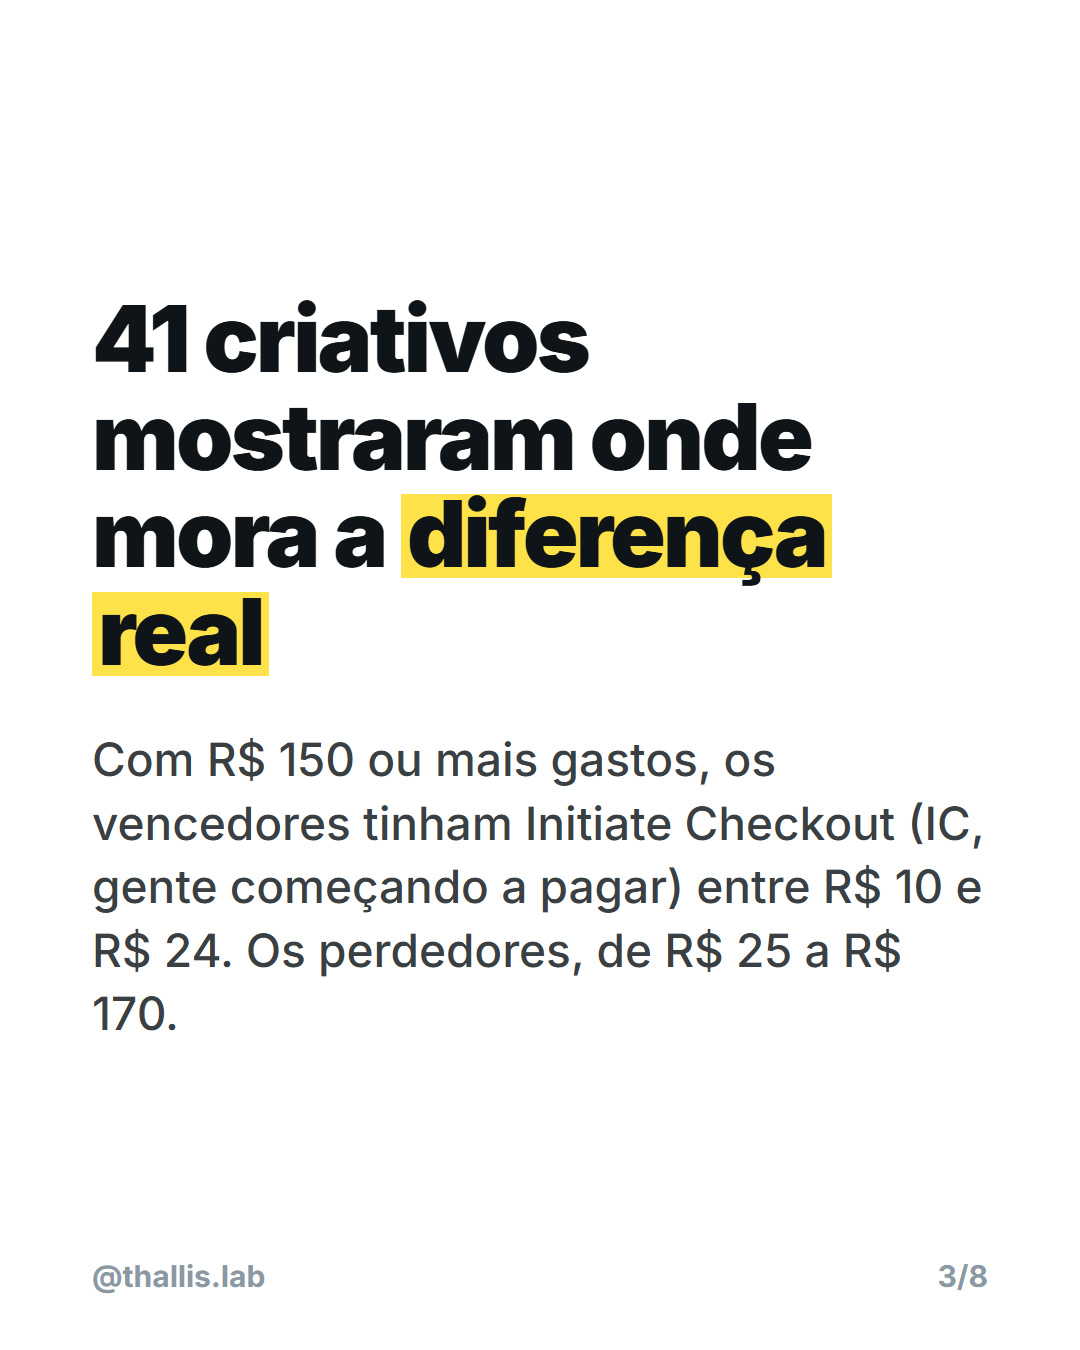 41 criativos
mostraram onde
mora a diferença
real
Com R$ 150 ou mais gastos, os
vencedores tinham Initiate Checkout (IC,
gente começando a pagar) entre R$ 10 e
R$ 24. Os perdedores, de R$ 25 a R$
170.
@thallis.lab
3/8